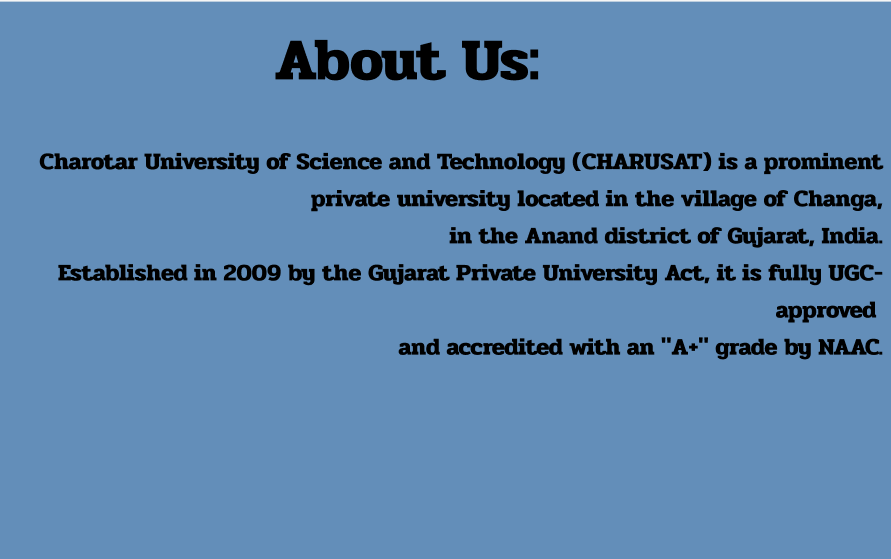 About Us:
Charotar University of Science and Technology (CHARUSAT) is a prominent
private university located in the village of Changa,
in the Anand district of Gujarat, India.
Established in 2009 by the Gujarat Private University Act, it is fully UGC-
approved
and accredited with an "A+" grade by NAAC.